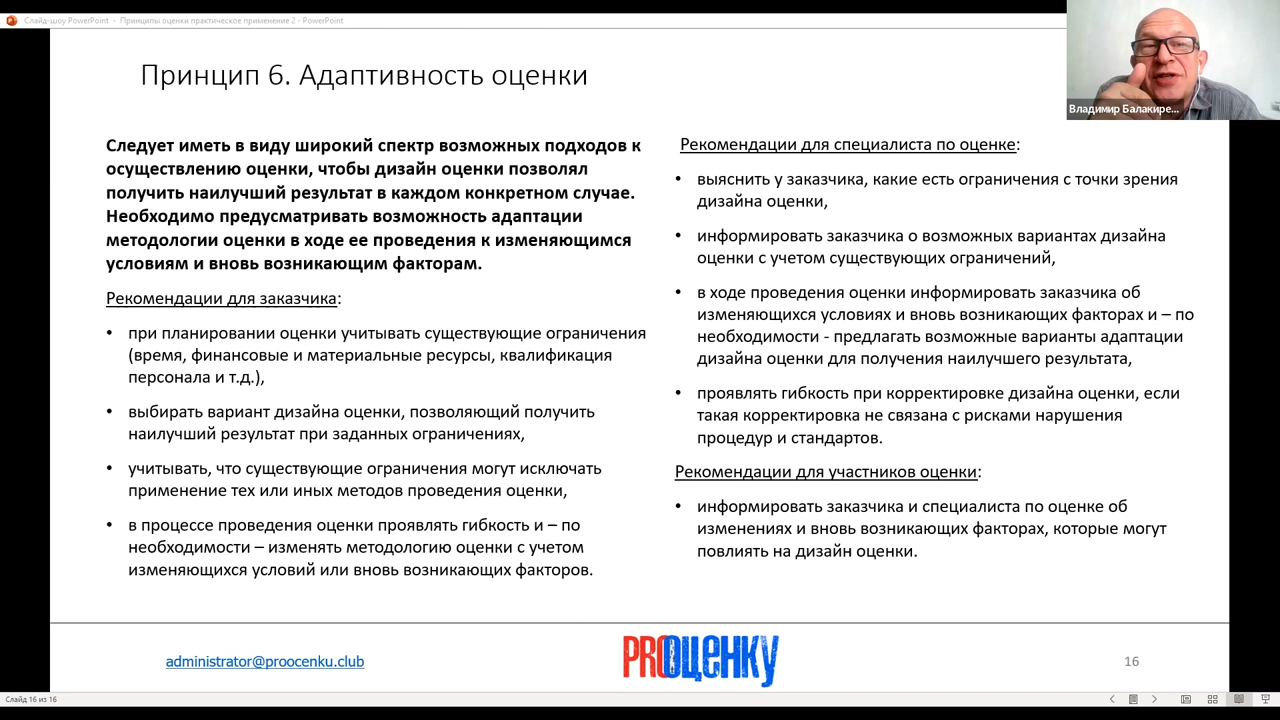 Слайд-шоу PowerPoint - Принципы оценки практическое применение 2 - PowerPoint
Владимир Балакире...
Принцип 6. Адаптивность оценки
Следует иметь в виду широкий спектр возможных подходов к
осуществлению оценки, чтобы дизайн оценки позволял
получить наилучший результат в каждом конкретном случае.
Необходимо предусматривать возможность адаптации
методологии оценки в ходе ее проведения к изменяющимся
условиям и вновь возникающим факторам.
Рекомендации для заказчика:
• при планировании оценки учитывать существующие ограничения
(время, финансовые и материальные ресурсы, квалификация
персонала и т.д.),
• выбирать вариант дизайна оценки, позволяющий получить
наилучший результат при заданных ограничениях,
• учитывать, что существующие ограничения могут исключать
применение тех или иных методов проведения оценки,
• в процессе проведения оценки проявлять гибкость и – по
необходимости – изменять методологию оценки с учетом
изменяющихся условий или вновь возникающих факторов.
Рекомендации для специалиста по оценке:
• выяснить у заказчика, какие есть ограничения с точки зрения
дизайна оценки,
• информировать заказчика о возможных вариантах дизайна
оценки с учетом существующих ограничений,
• в ходе проведения оценки информировать заказчика об
изменяющихся условиях и вновь возникающих факторах и – по
необходимости - предлагать возможные варианты адаптации
дизайна оценки для получения наилучшего результата,
• проявлять гибкость при корректировке дизайна оценки, если
такая корректировка не связана с рисками нарушения
процедур и стандартов.
Рекомендации для участников оценки:
• информировать заказчика и специалиста по оценке об
изменениях и вновь возникающих факторах, которые могут
повлиять на дизайн оценки.
administrator@proocenku.club
PROОЦЕНКУ
16
Слайд 16 из 16